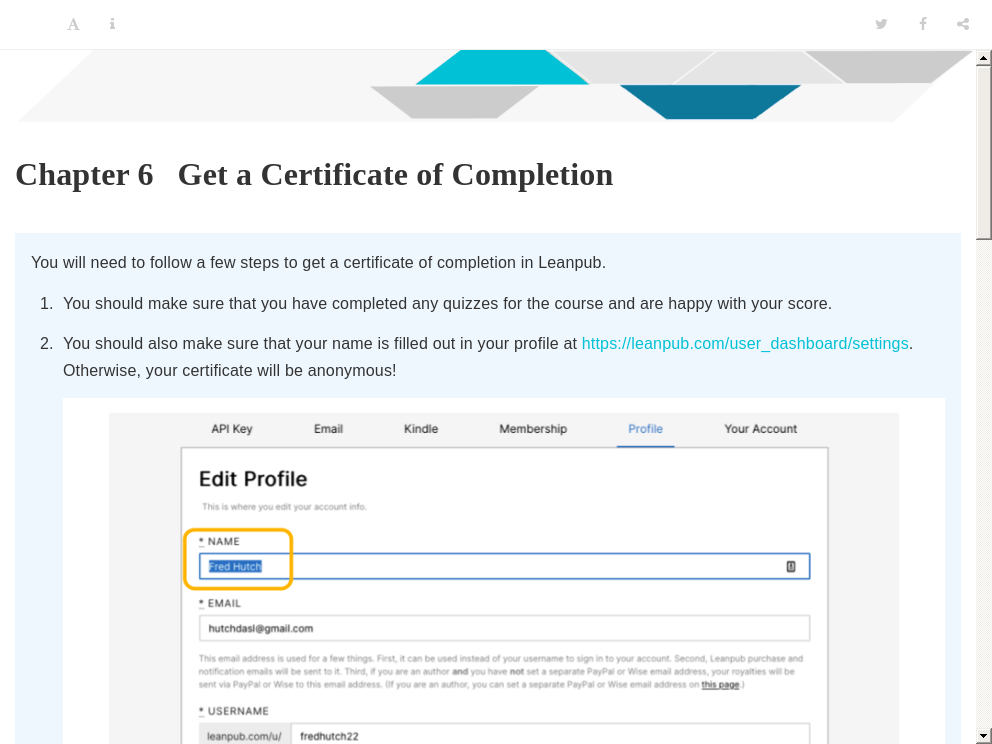 Chapter 6 Get a Certificate of Completion
You will need to follow a few steps to get a certificate of completion in Leanpub.
1. You should make sure that you have completed any quizzes for the course and are happy with your score.
2. You should also make sure that your name is filled out in your profile at https://leanpub.com/user_dashboard/settings.
Otherwise, your certificate will be anonymous!
API Key Email Kindle Membership Profile Your Account
Edit Profile
This is where you edit your account info.
* NAME
Fred Hutch
* EMAIL
hutchdasl@gmail.com
This email address is used for a few things. First, it can be used instead of your username to sign in to your account. Second, Leanpub purchase and
notification emails will be sent to it. Third, if you are an author and you have not set a separate PayPal or Wise email address, your royalties will be
sent via PayPal or Wise to this email address. (If you are an author, you can set a separate PayPal or Wise email address on this page.)
* USERNAME
leanpub.com/u/ fredhutch22